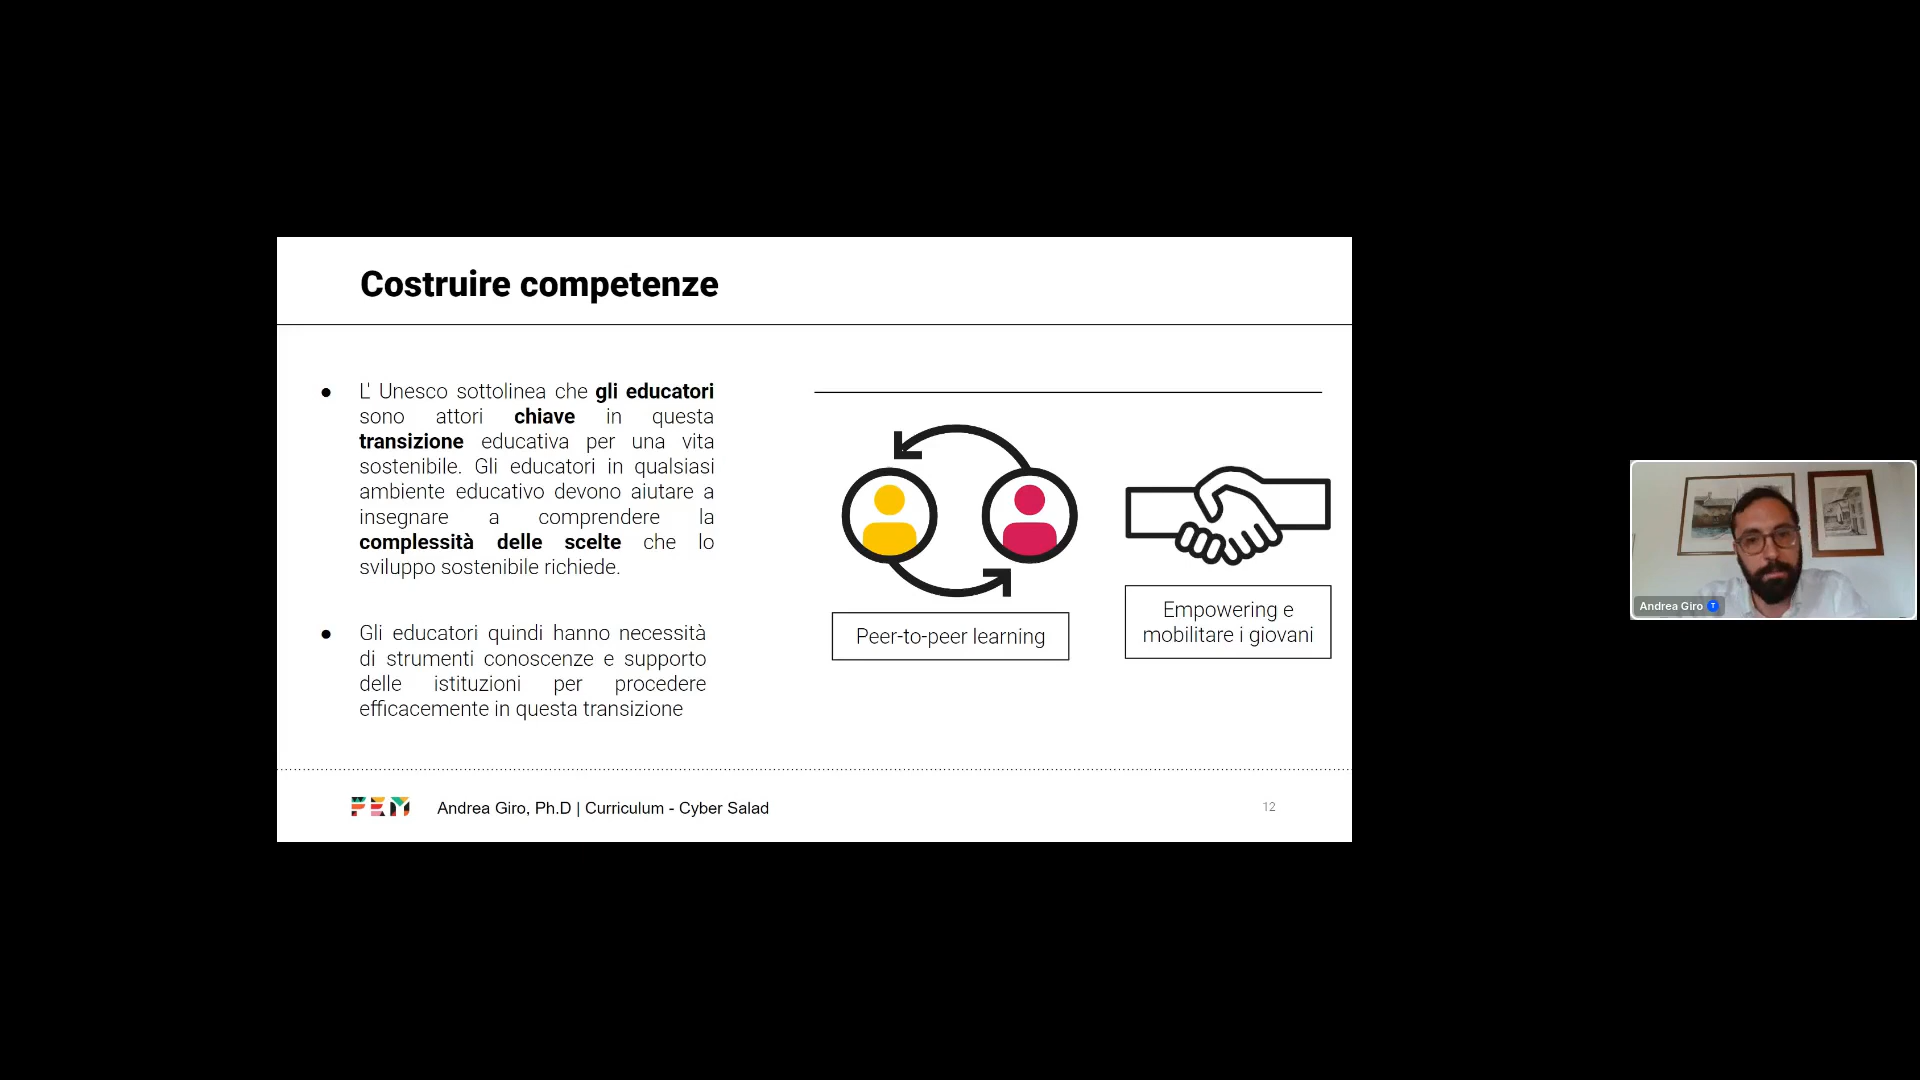 Costruire competenze
● L' Unesco sottolinea che gli educatori
sono attori chiave in questa
transizione educativa per una vita
sostenibile. Gli educatori in qualsiasi
ambiente educativo devono aiutare a
insegnare a comprendere la
complessità delle scelte che lo
sviluppo sostenibile richiede.
● Gli educatori quindi hanno necessità
di strumenti conoscenze e supporto
delle istituzioni per procedere
efficacemente in questa transizione
Peer-to-peer learning
Empowering e
mobilitare i giovani
FEM
Andrea Giro, Ph.D | Curriculum - Cyber Salad
12
Andrea Giro T